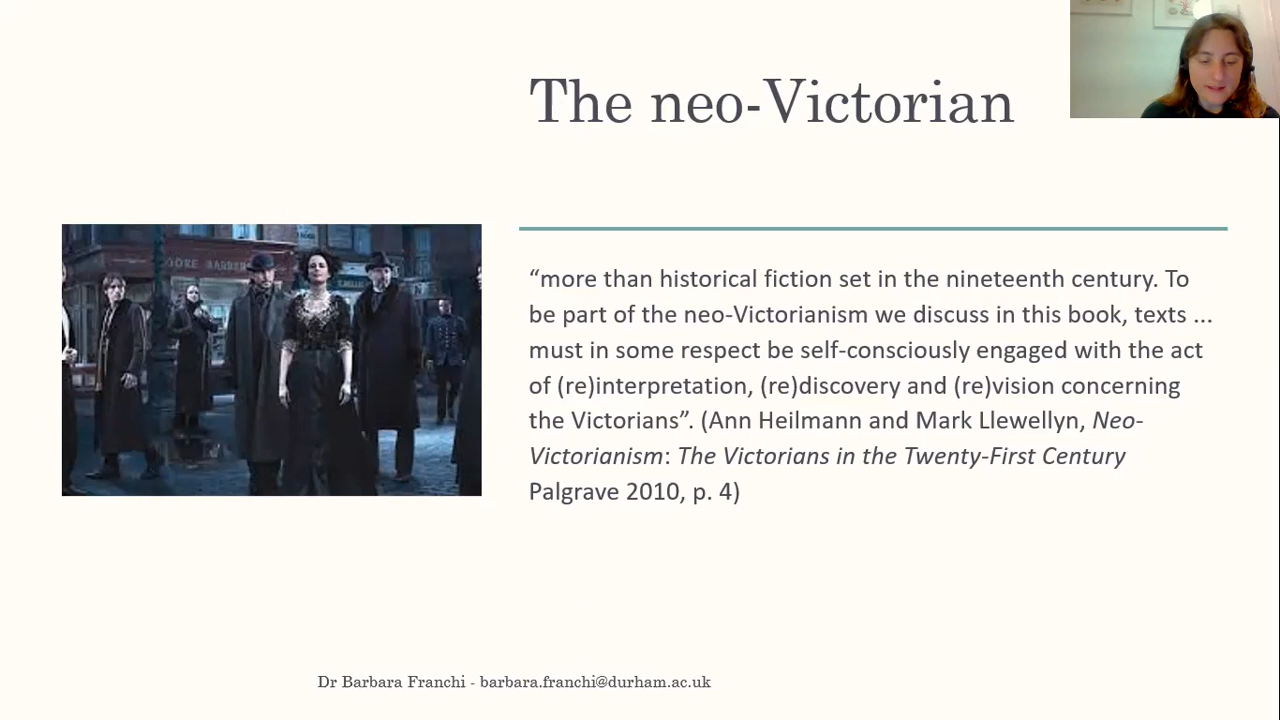 The neo-Victorian
OORE BARBER
“more than historical fiction set in the nineteenth century. To
be part of the neo-Victorianism we discuss in this book, texts ...
must in some respect be self-consciously engaged with the act
of (re)interpretation, (re)discovery and (re)vision concerning
the Victorians”. (Ann Heilmann and Mark Llewellyn, Neo-
Victorianism: The Victorians in the Twenty-First Century
Palgrave 2010, p. 4)
Dr Barbara Franchi - barbara.franchi@durham.ac.uk